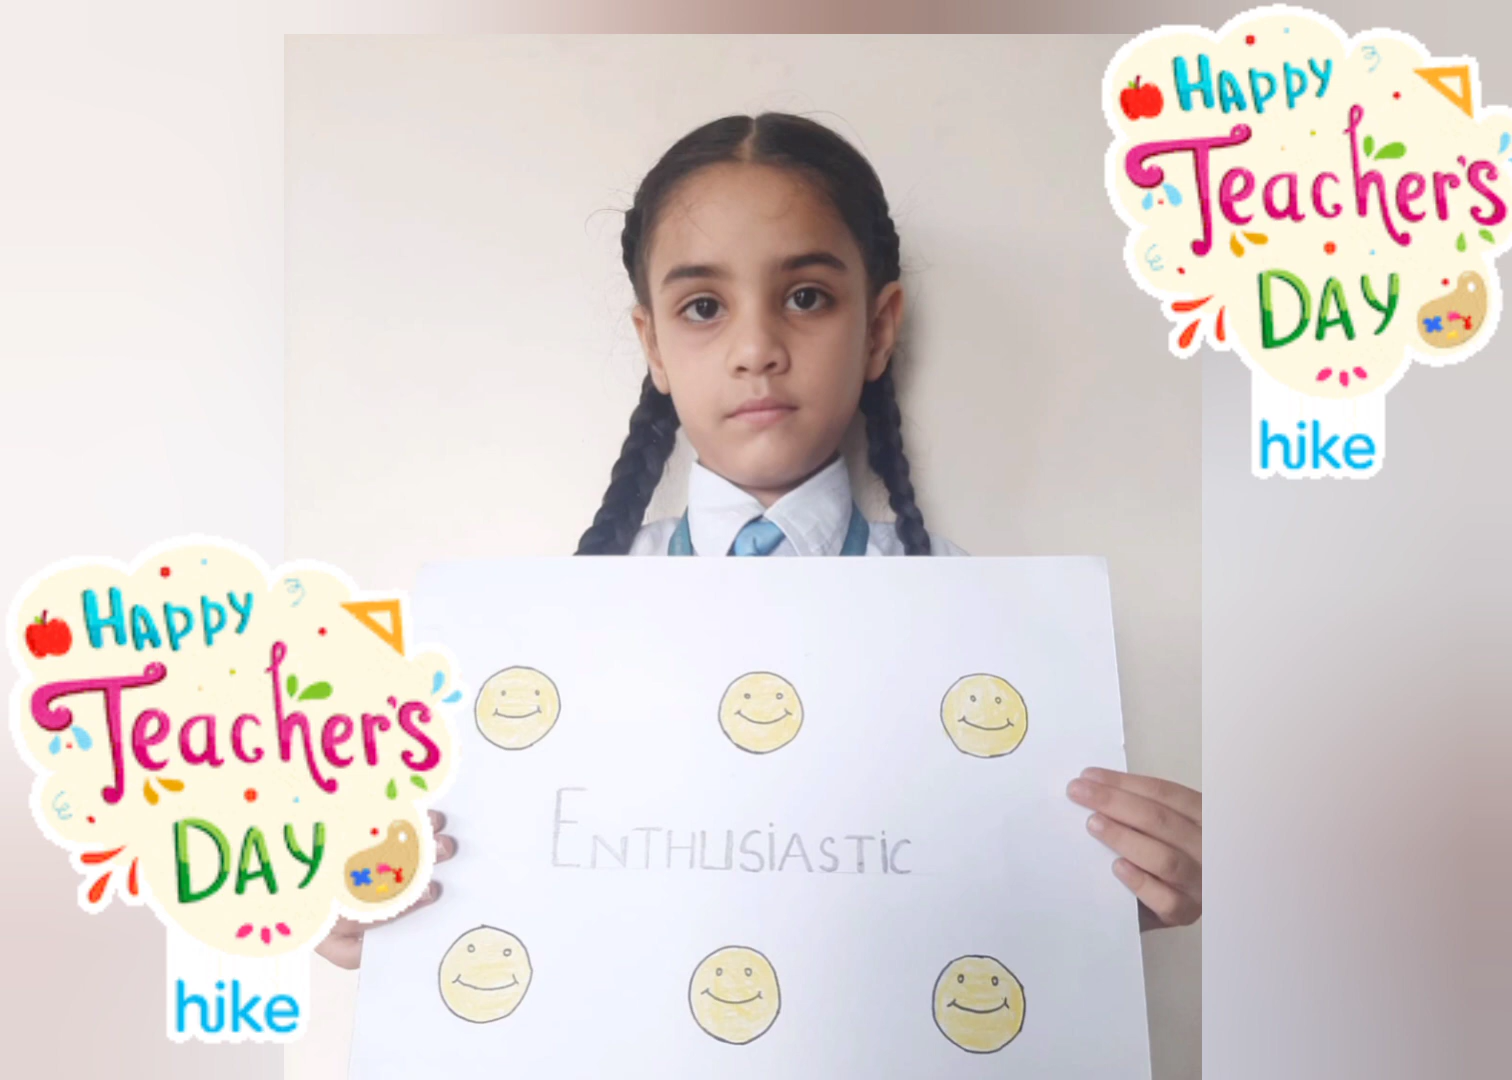 HAPPY
Teacher's
DAY
hike
HAPPY
Teacher's
DAY
hike
ENTHUSiASTiC